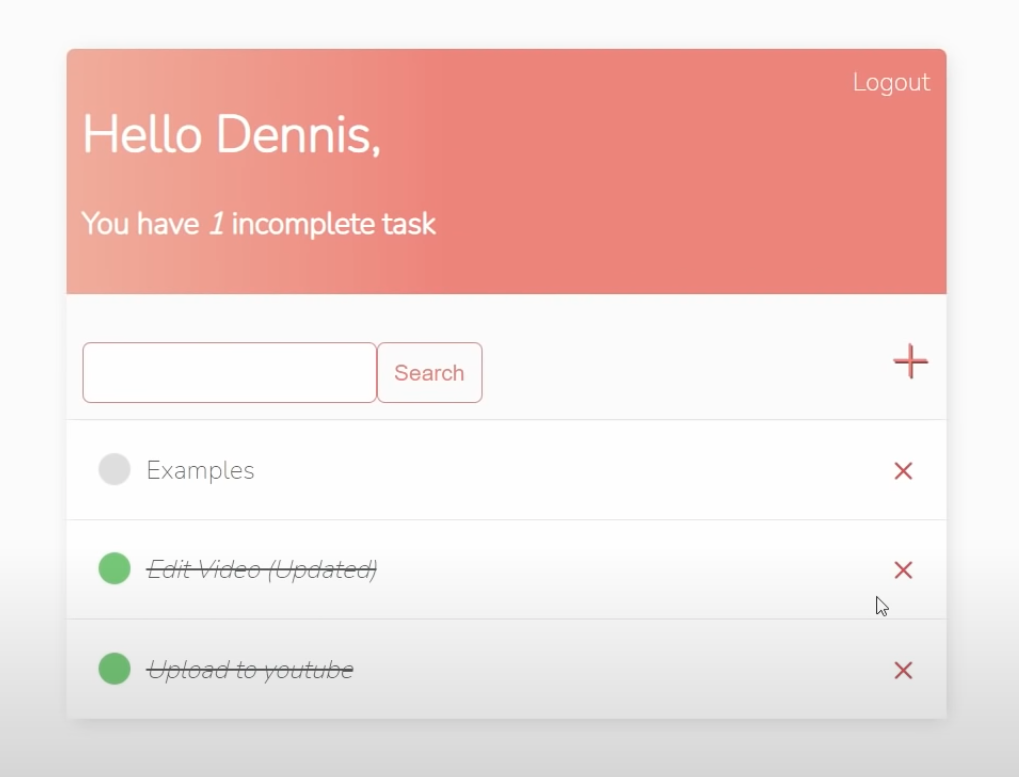 Logout
Hello Dennis,
You have 1 incomplete task
Search
Examples
Edit Video (Updated)
Upload to youtube